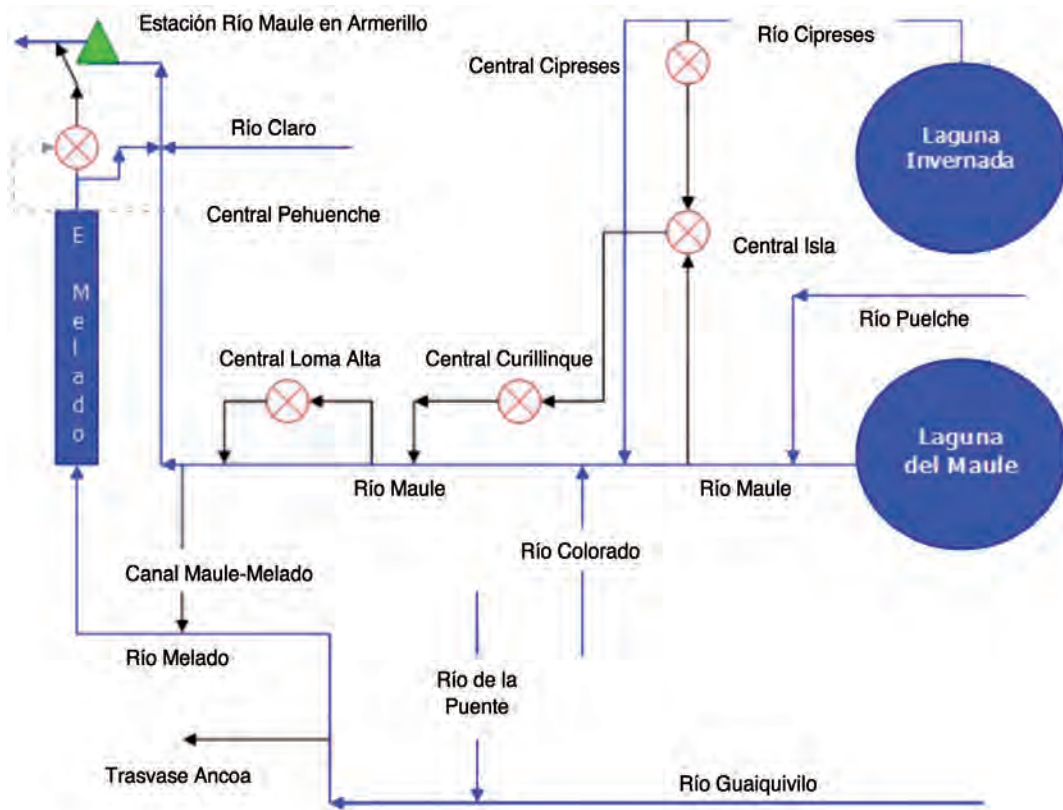 Estación Río Maule en Armerillo
Río Cipreses
Central Cipreses
Río Claro
Laguna
Invernada
Central Pehuenche
E
M
e
l
a
d
o
Central Isla
Río Puelche
Central Loma Alta
Central Curillinque
Laguna
del Maule
Río Maule
Río Maule
Río Colorado
Canal Maule-Melado
Río Melado
Río de la
Puente
Trasvase Ancoa
Río Guaiquivilo